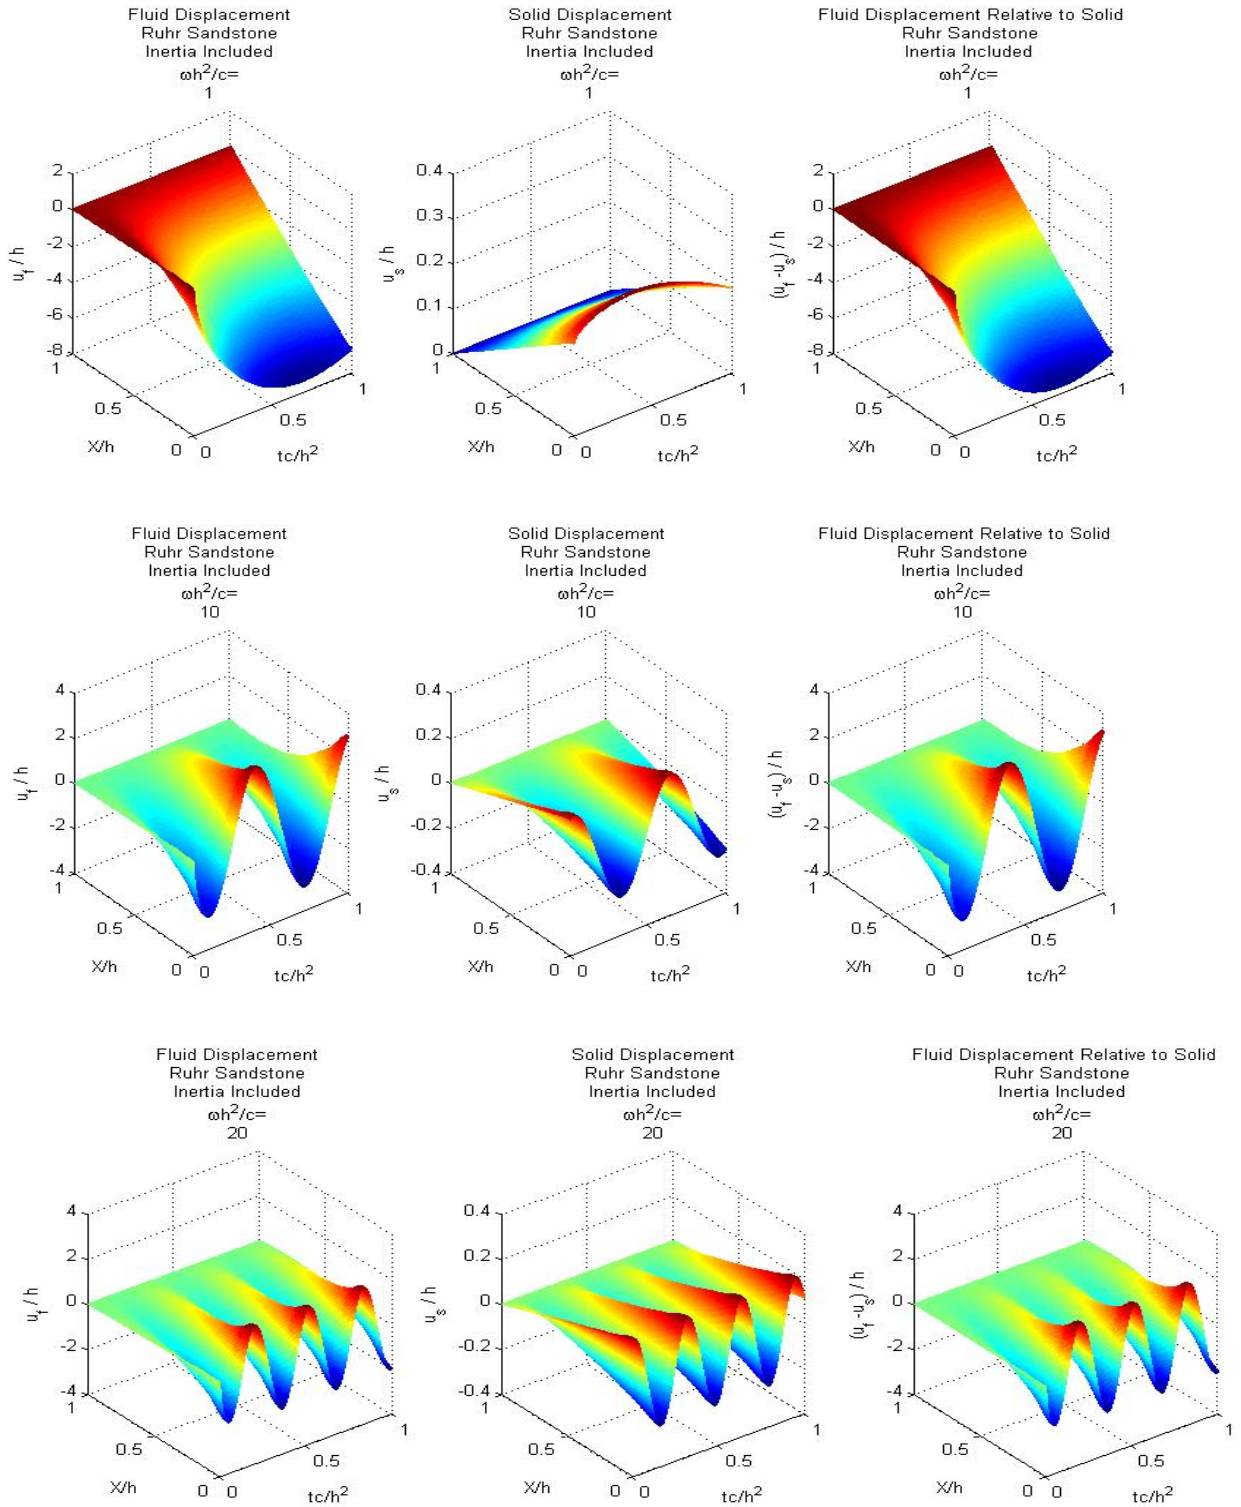 Fluid Displacement
Ruhr Sandstone
Inertia Included
ωh²/c=
1
2
0
-2
-4
-6
-8
u_f / h
1
0.5
0
X/h
0
0.5
1
tc/h²
Solid Displacement
Ruhr Sandstone
Inertia Included
ωh²/c=
1
0.4
0.3
0.2
0.1
0
u_s / h
1
0.5
0
X/h
0
0.5
1
tc/h²
Fluid Displacement Relative to Solid
Ruhr Sandstone
Inertia Included
ωh²/c=
1
2
0
-2
-4
-6
-8
(u_f -u_s) / h
1
0.5
0
X/h
0
0.5
1
tc/h²
Fluid Displacement
Ruhr Sandstone
Inertia Included
ωh²/c=
10
4
2
0
-2
-4
u_f / h
1
0.5
0
X/h
0
0.5
1
tc/h²
Solid Displacement
Ruhr Sandstone
Inertia Included
ωh²/c=
10
0.4
0.2
0
-0.2
-0.4
u_s / h
1
0.5
0
X/h
0
0.5
1
tc/h²
Fluid Displacement Relative to Solid
Ruhr Sandstone
Inertia Included
ωh²/c=
10
4
2
0
-2
-4
(u_f -u_s) / h
1
0.5
0
X/h
0
0.5
1
tc/h²
Fluid Displacement
Ruhr Sandstone
Inertia Included
ωh²/c=
20
4
2
0
-2
-4
u_f / h
1
0.5
0
X/h
0
0.5
1
tc/h²
Solid Displacement
Ruhr Sandstone
Inertia Included
ωh²/c=
20
0.4
0.2
0
-0.2
-0.4
u_s / h
1
0.5
0
X/h
0
0.5
1
tc/h²
Fluid Displacement Relative to Solid
Ruhr Sandstone
Inertia Included
ωh²/c=
20
4
2
0
-2
-4
(u_f -u_s) / h
1
0.5
0
X/h
0
0.5
1
tc/h²